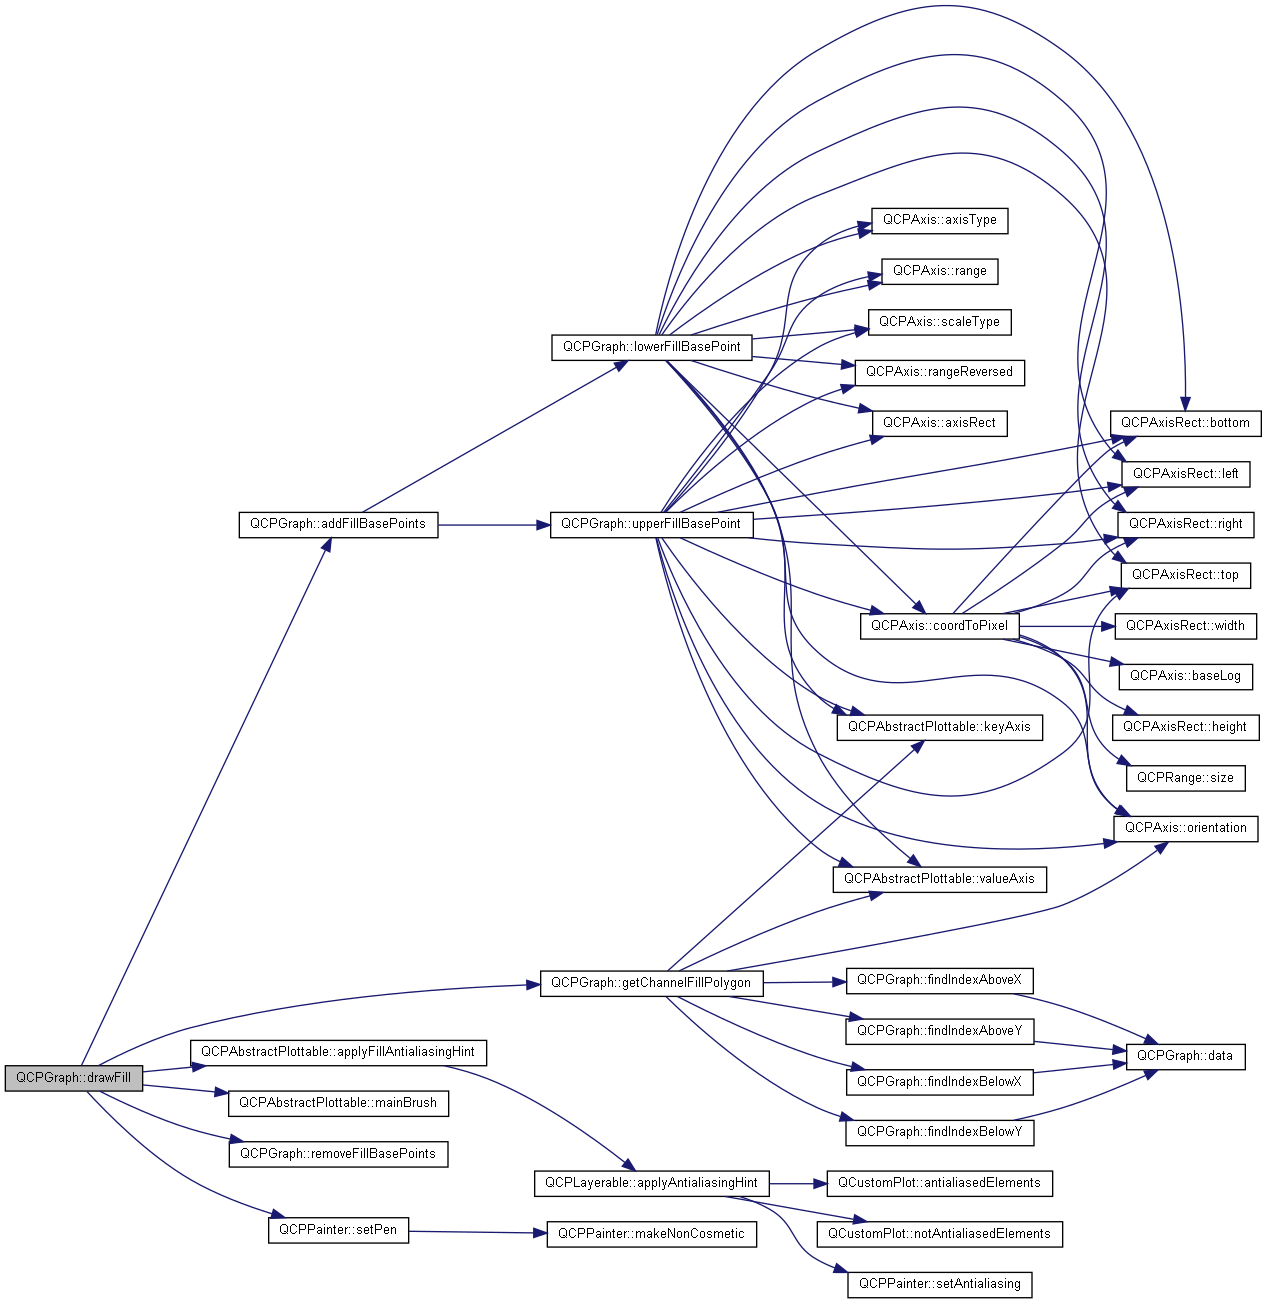 QCPAxis::axisType
QCPAxis::range
QCPAxis::scaleType
QCPGraph::lowerFillBasePoint
QCPAxis::rangeReversed
QCPAxis::axisRect
QCPAxisRect::bottom
QCPAxisRect::left
QCPGraph::addFillBasePoints
QCPGraph::upperFillBasePoint
QCPAxisRect::right
QCPAxisRect::top
QCPAxis::coordToPixel
QCPAxisRect::width
QCPAxis::baseLog
QCPAbstractPlottable::keyAxis
QCPAxisRect::height
QCPRange::size
QCPAxis::orientation
QCPAbstractPlottable::valueAxis
QCPGraph::getChannelFillPolygon
QCPGraph::findIndexAboveX
QCPGraph::findIndexAboveY
QCPAbstractPlottable::applyFillAntialiasingHint
QCPGraph::data
QCPGraph::drawFill
QCPGraph::findIndexBelowX
QCPAbstractPlottable::mainBrush
QCPGraph::findIndexBelowY
QCPGraph::removeFillBasePoints
QCPLayerable::applyAntialiasingHint
QCustomPlot::antialiasedElements
QCPPainter::setPen
QCPPainter::makeNonCosmetic
QCustomPlot::notAntialiasedElements
QCPPainter::setAntialiasing